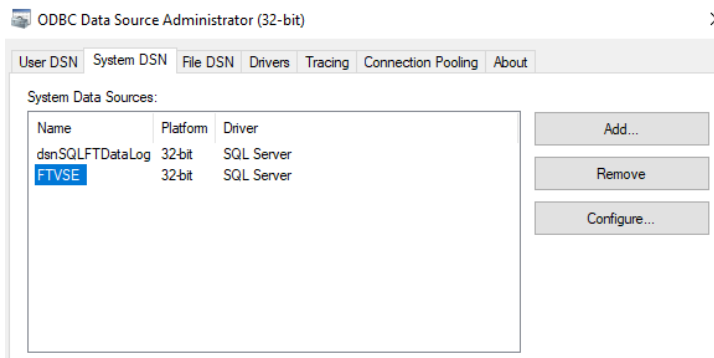 ODBC Data Source Administrator (32-bit)
User DSN System DSN File DSN Drivers Tracing Connection Pooling About
System Data Sources:
Name Platform Driver
dsnSQLFTDataLog 32-bit SQL Server
FTVSE 32-bit SQL Server
Add...
Remove
Configure...